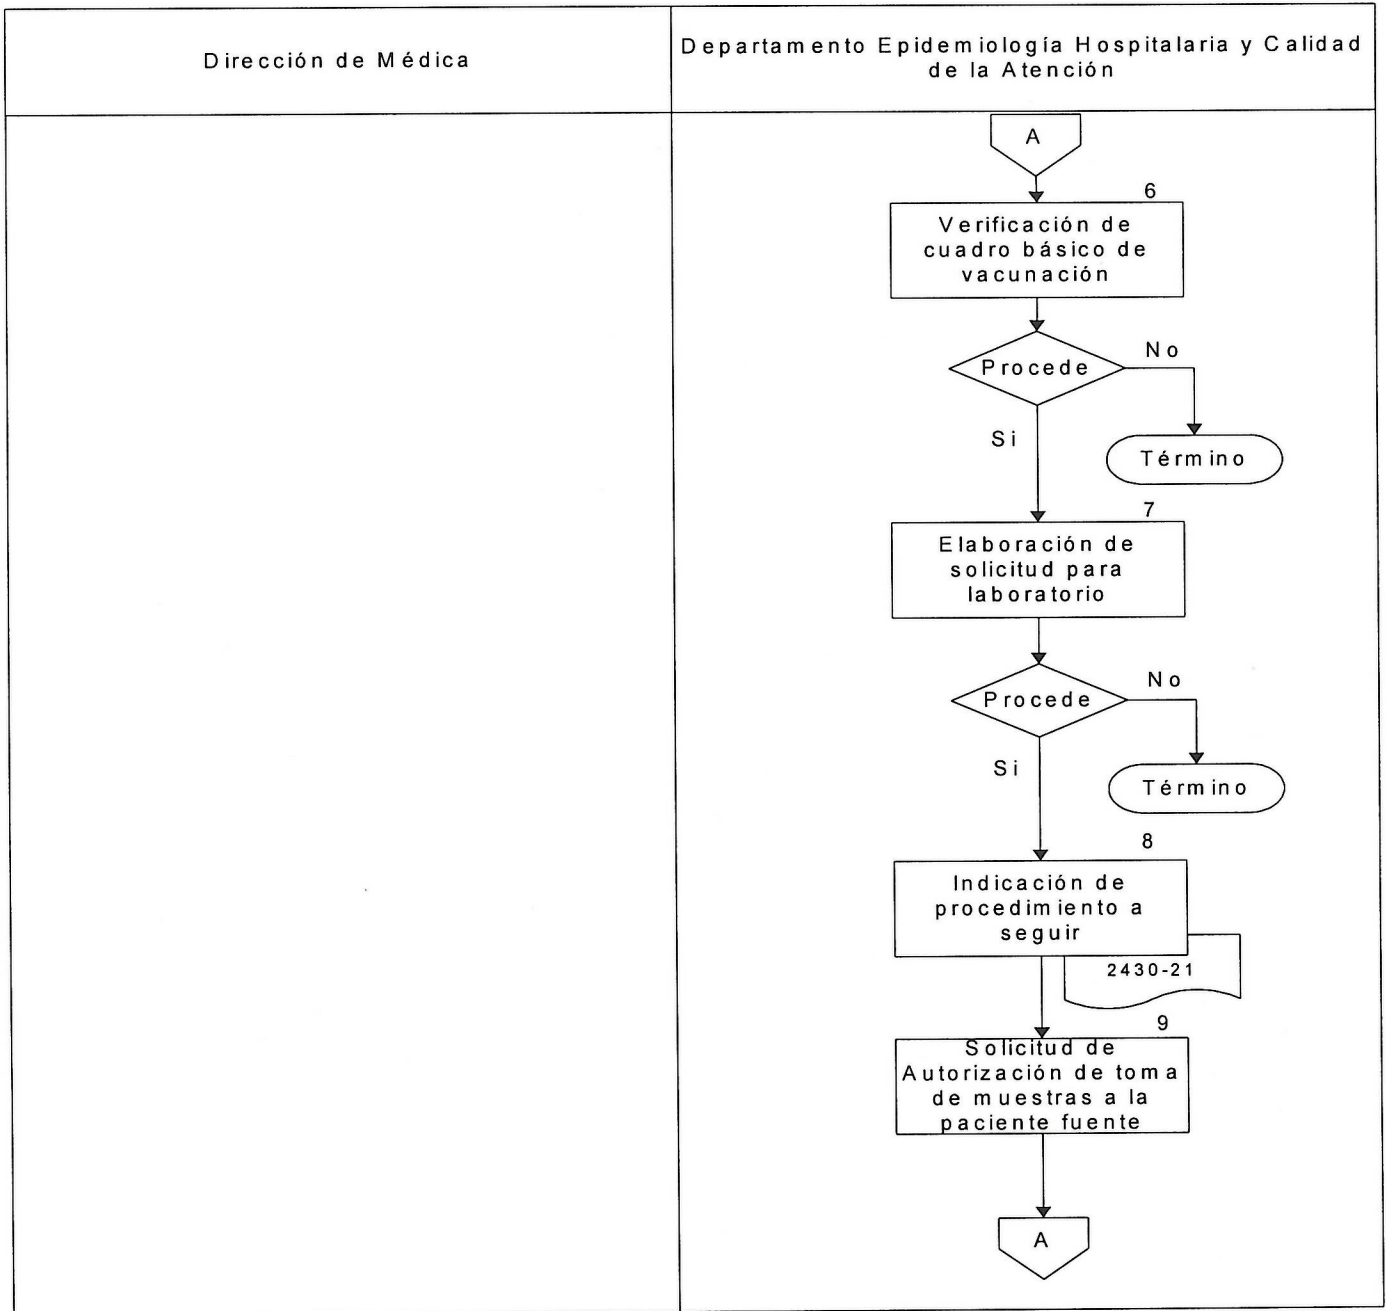 Dirección de Médica
Departamento Epidemiología Hospitalaria y Calidad
de la Atención
A
6
Verificación de
cuadro básico de
vacunación
Procede
No
Si
Término
7
Elaboración de
solicitud para
laboratorio
Procede
No
Si
Término
8
Indicación de
procedimiento a
seguir
2430-21
9
Solicitud de
Autorización de toma
de muestras a la
paciente fuente
A